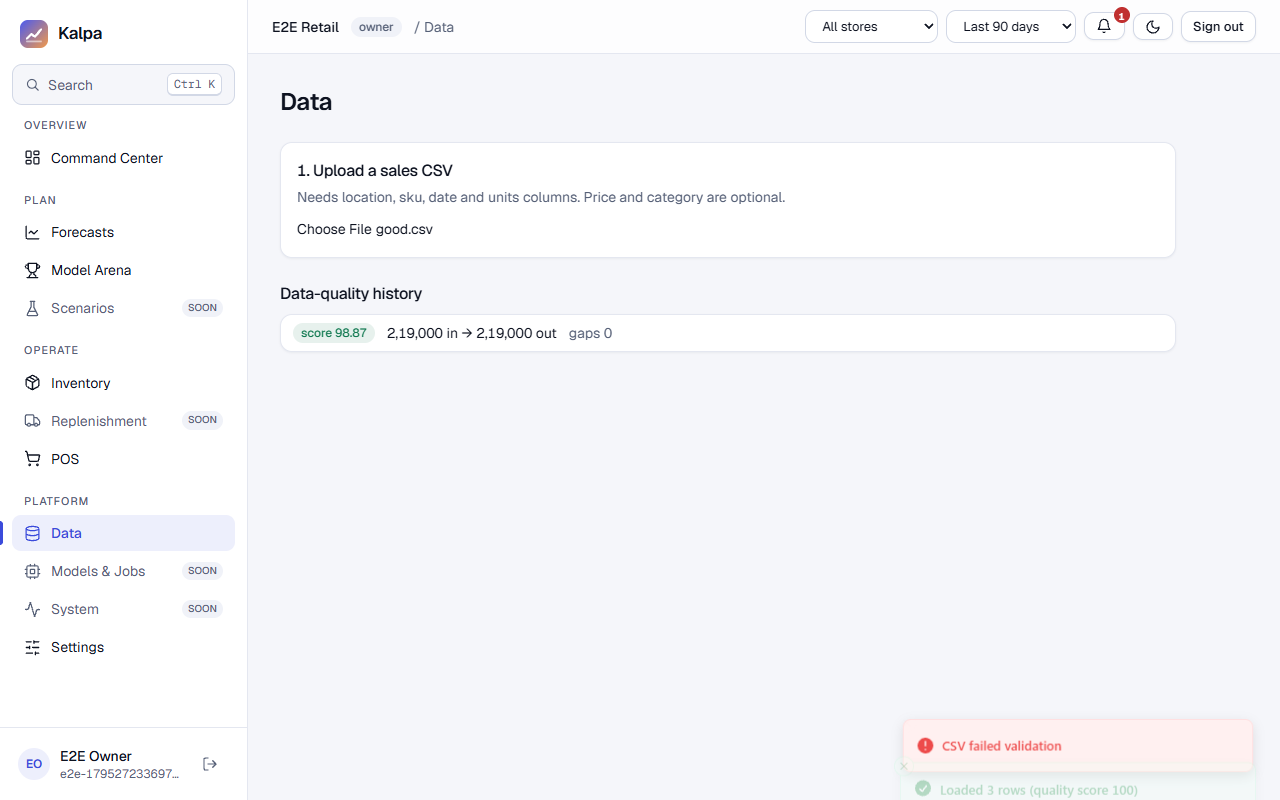 Kalpa
Search Ctrl K
OVERVIEW
Command Center
PLAN
Forecasts
Model Arena
Scenarios SOON
OPERATE
Inventory
Replenishment SOON
POS
PLATFORM
Data
Models & Jobs SOON
System SOON
Settings
EO E2E Owner
e2e-179527233697…
E2E Retail owner / Data
All stores Last 90 days 1 Sign out
Data
1. Upload a sales CSV
Needs location, sku, date and units columns. Price and category are optional.
Choose File good.csv
Data-quality history
score 98.87 2,19,000 in → 2,19,000 out gaps 0
CSV failed validation
Loaded 3 rows (quality score 100)